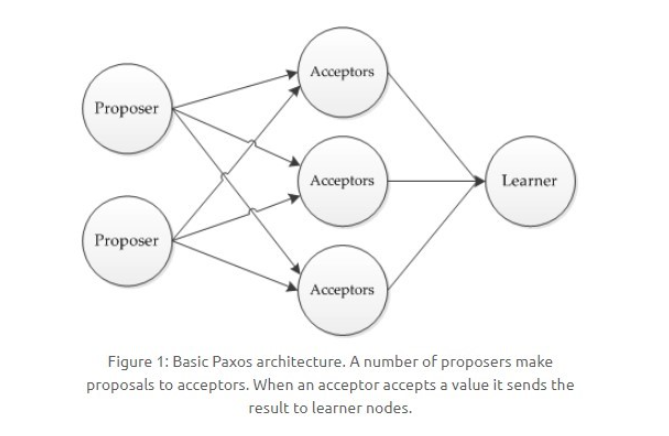 Proposer
Proposer
Acceptors
Acceptors
Acceptors
Learner
Figure 1: Basic Paxos architecture. A number of proposers make
proposals to acceptors. When an acceptor accepts a value it sends the
result to learner nodes.